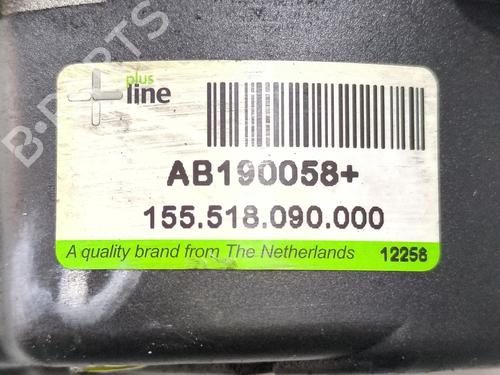 B-PARTS
plus
line
AB190058+
155.518.090.000
A quality brand from The Netherlands 12258